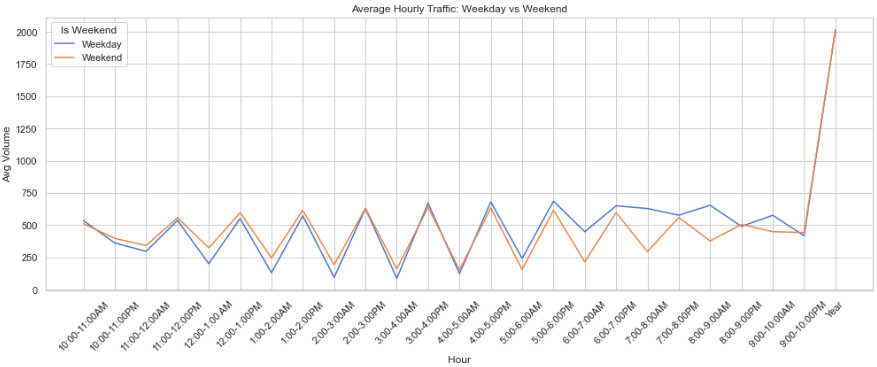 Average Hourly Traffic: Weekday vs Weekend
Is Weekend
Weekday
Weekend
2000
1750
1500
1250
1000
750
500
250
0
Avg Volume
10:00-11:00AM
10:00-11:00PM
11:00-12:00AM
11:00-12:00PM
12:00-1:00 AM
12:00-1:00PM
1:00-2:00AM
1:00-2:00PM
2:00-3:00AM
2:00-3:00PM
3:00-4:00AM
3:00-4:00PM
4:00-5:00AM
4:00-5:00PM
5:00-6:00AM
5:00-6:00PM
6:00-7:00AM
6:00-7:00PM
7:00-8:00AM
7:00-8:00PM
8:00-9:00AM
8:00-9:00PM
9:00-10:00AM
9:00-10:00PM
Year
Hour